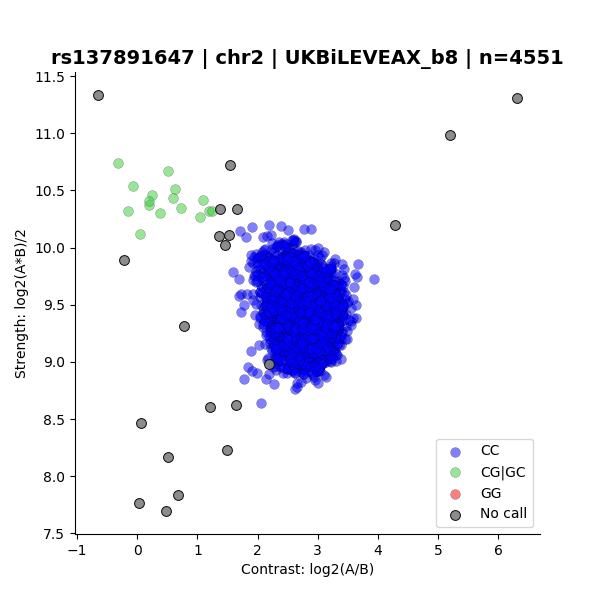 rs137891647 | chr2 | UKBiLEVEAX_b8 | n=4551
Strength: log2(A*B)/2
11.5
11.0
10.5
10.0
9.5
9.0
8.5
8.0
7.5
CC
CG|GC
GG
No call
−1 0 1 2 3 4 5 6
Contrast: log2(A/B)